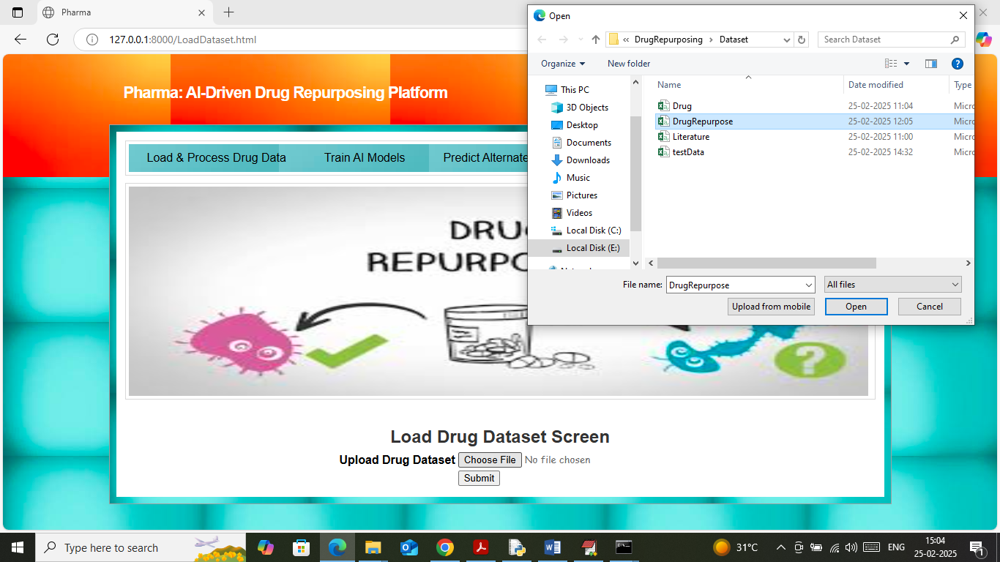 Pharma
127.0.0.1:8000/LoadDataset.html
Pharma: AI-Driven Drug Repurposing Platform
Load & Process Drug Data
Train AI Models
Predict Alternate
DRUG
REPURPO
?
Load Drug Dataset Screen
Upload Drug Dataset Choose File No file chosen
Submit
Open
« DrugRepurposing › Dataset
Search Dataset
Organize
New folder
?
This PC
3D Objects
Desktop
Documents
Downloads
Music
Pictures
Videos
Local Disk (C:)
Local Disk (E:)
Name Date modified Type
Drug 25-02-2025 11:04 Micro
DrugRepurpose 25-02-2025 12:05 Micro
Literature 25-02-2025 11:00 Micro
testData 25-02-2025 14:32 Micro
File name: DrugRepurpose All files
Upload from mobile Open Cancel
Type here to search
31°C
ENG
15:04
25-02-2025
1